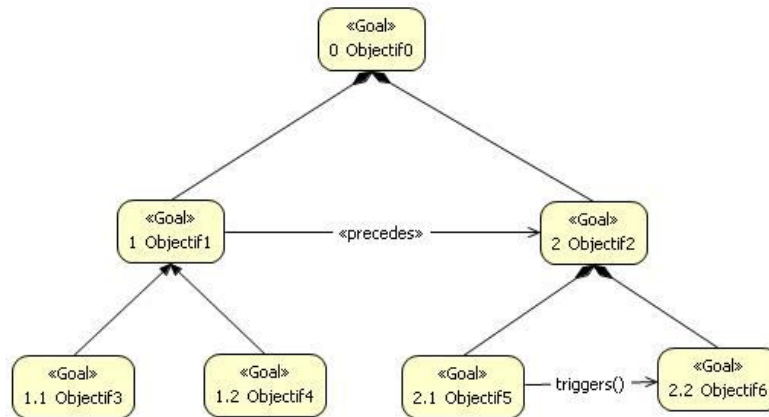 «Goal»
0 Objectif0
«Goal»
1 Objectif1
«precedes»
«Goal»
2 Objectif2
«Goal»
1.1 Objectif3
«Goal»
1.2 Objectif4
«Goal»
2.1 Objectif5
triggers()
«Goal»
2.2 Objectif6